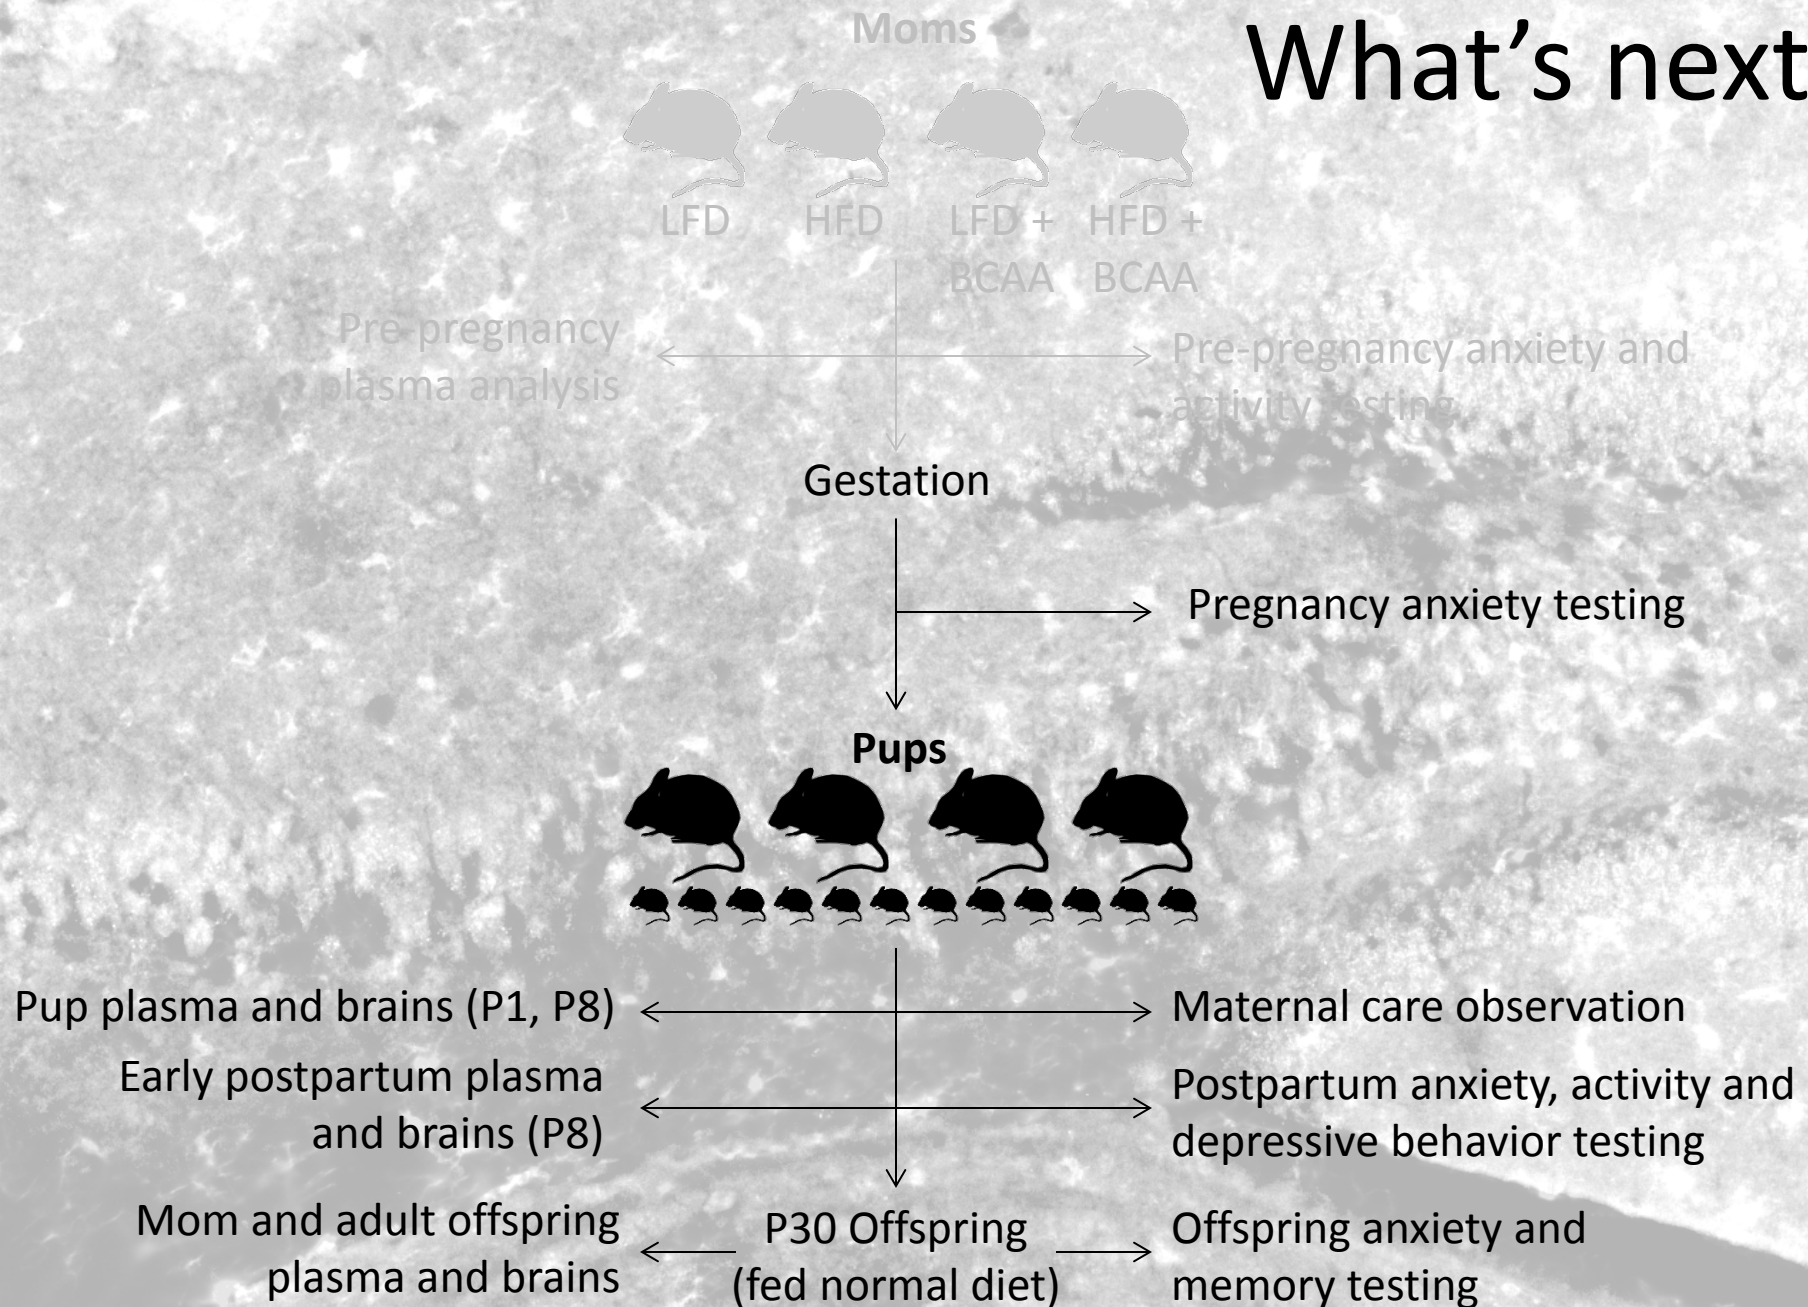 What's next
Moms
LFD
HFD
LFD +
BCAA
HFD +
BCAA
Pre-pregnancy
plasma analysis
Pre-pregnancy anxiety and
activity testing
Gestation
Pregnancy anxiety testing
Pups
Pup plasma and brains (P1, P8)
Maternal care observation
Early postpartum plasma
and brains (P8)
Postpartum anxiety, activity and
depressive behavior testing
Mom and adult offspring
plasma and brains
P30 Offspring
(fed normal diet)
Offspring anxiety and
memory testing